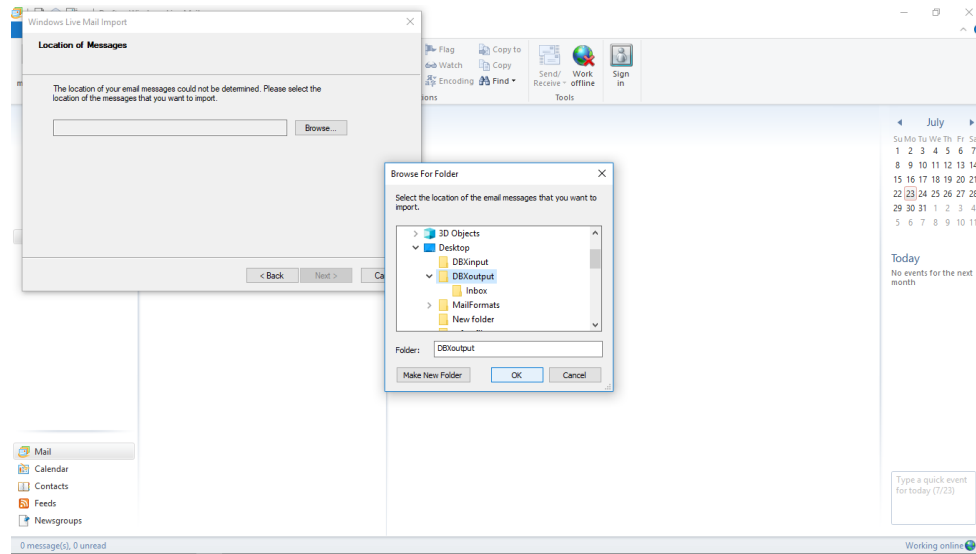 Windows Live Mail Import
Location of Messages
The location of your email messages could not be determined. Please select the
location of the messages that you want to import.
Browse...
< Back
Next >
Ca
Flag
Watch
Encoding
Copy to
Copy
Find
ions
Send/
Receive
Work
offline
Sign
in
Tools
Browse For Folder
Select the location of the email messages that you want to
import.
3D Objects
Desktop
DBXinput
DBXoutput
Inbox
MailFormats
New folder
Folder:
DBXoutput
Make New Folder
OK
Cancel
July
Su Mo Tu We Th Fr Sa
1 2 3 4 5 6 7
8 9 10 11 12 13 14
15 16 17 18 19 20 21
22 23 24 25 26 27 28
29 30 31 1 2 3 4
5 6 7 8 9 10 11
Today
No events for the next
month
Type a quick event
for today (7/23)
Mail
Calendar
Contacts
Feeds
Newsgroups
0 message(s), 0 unread
Working online